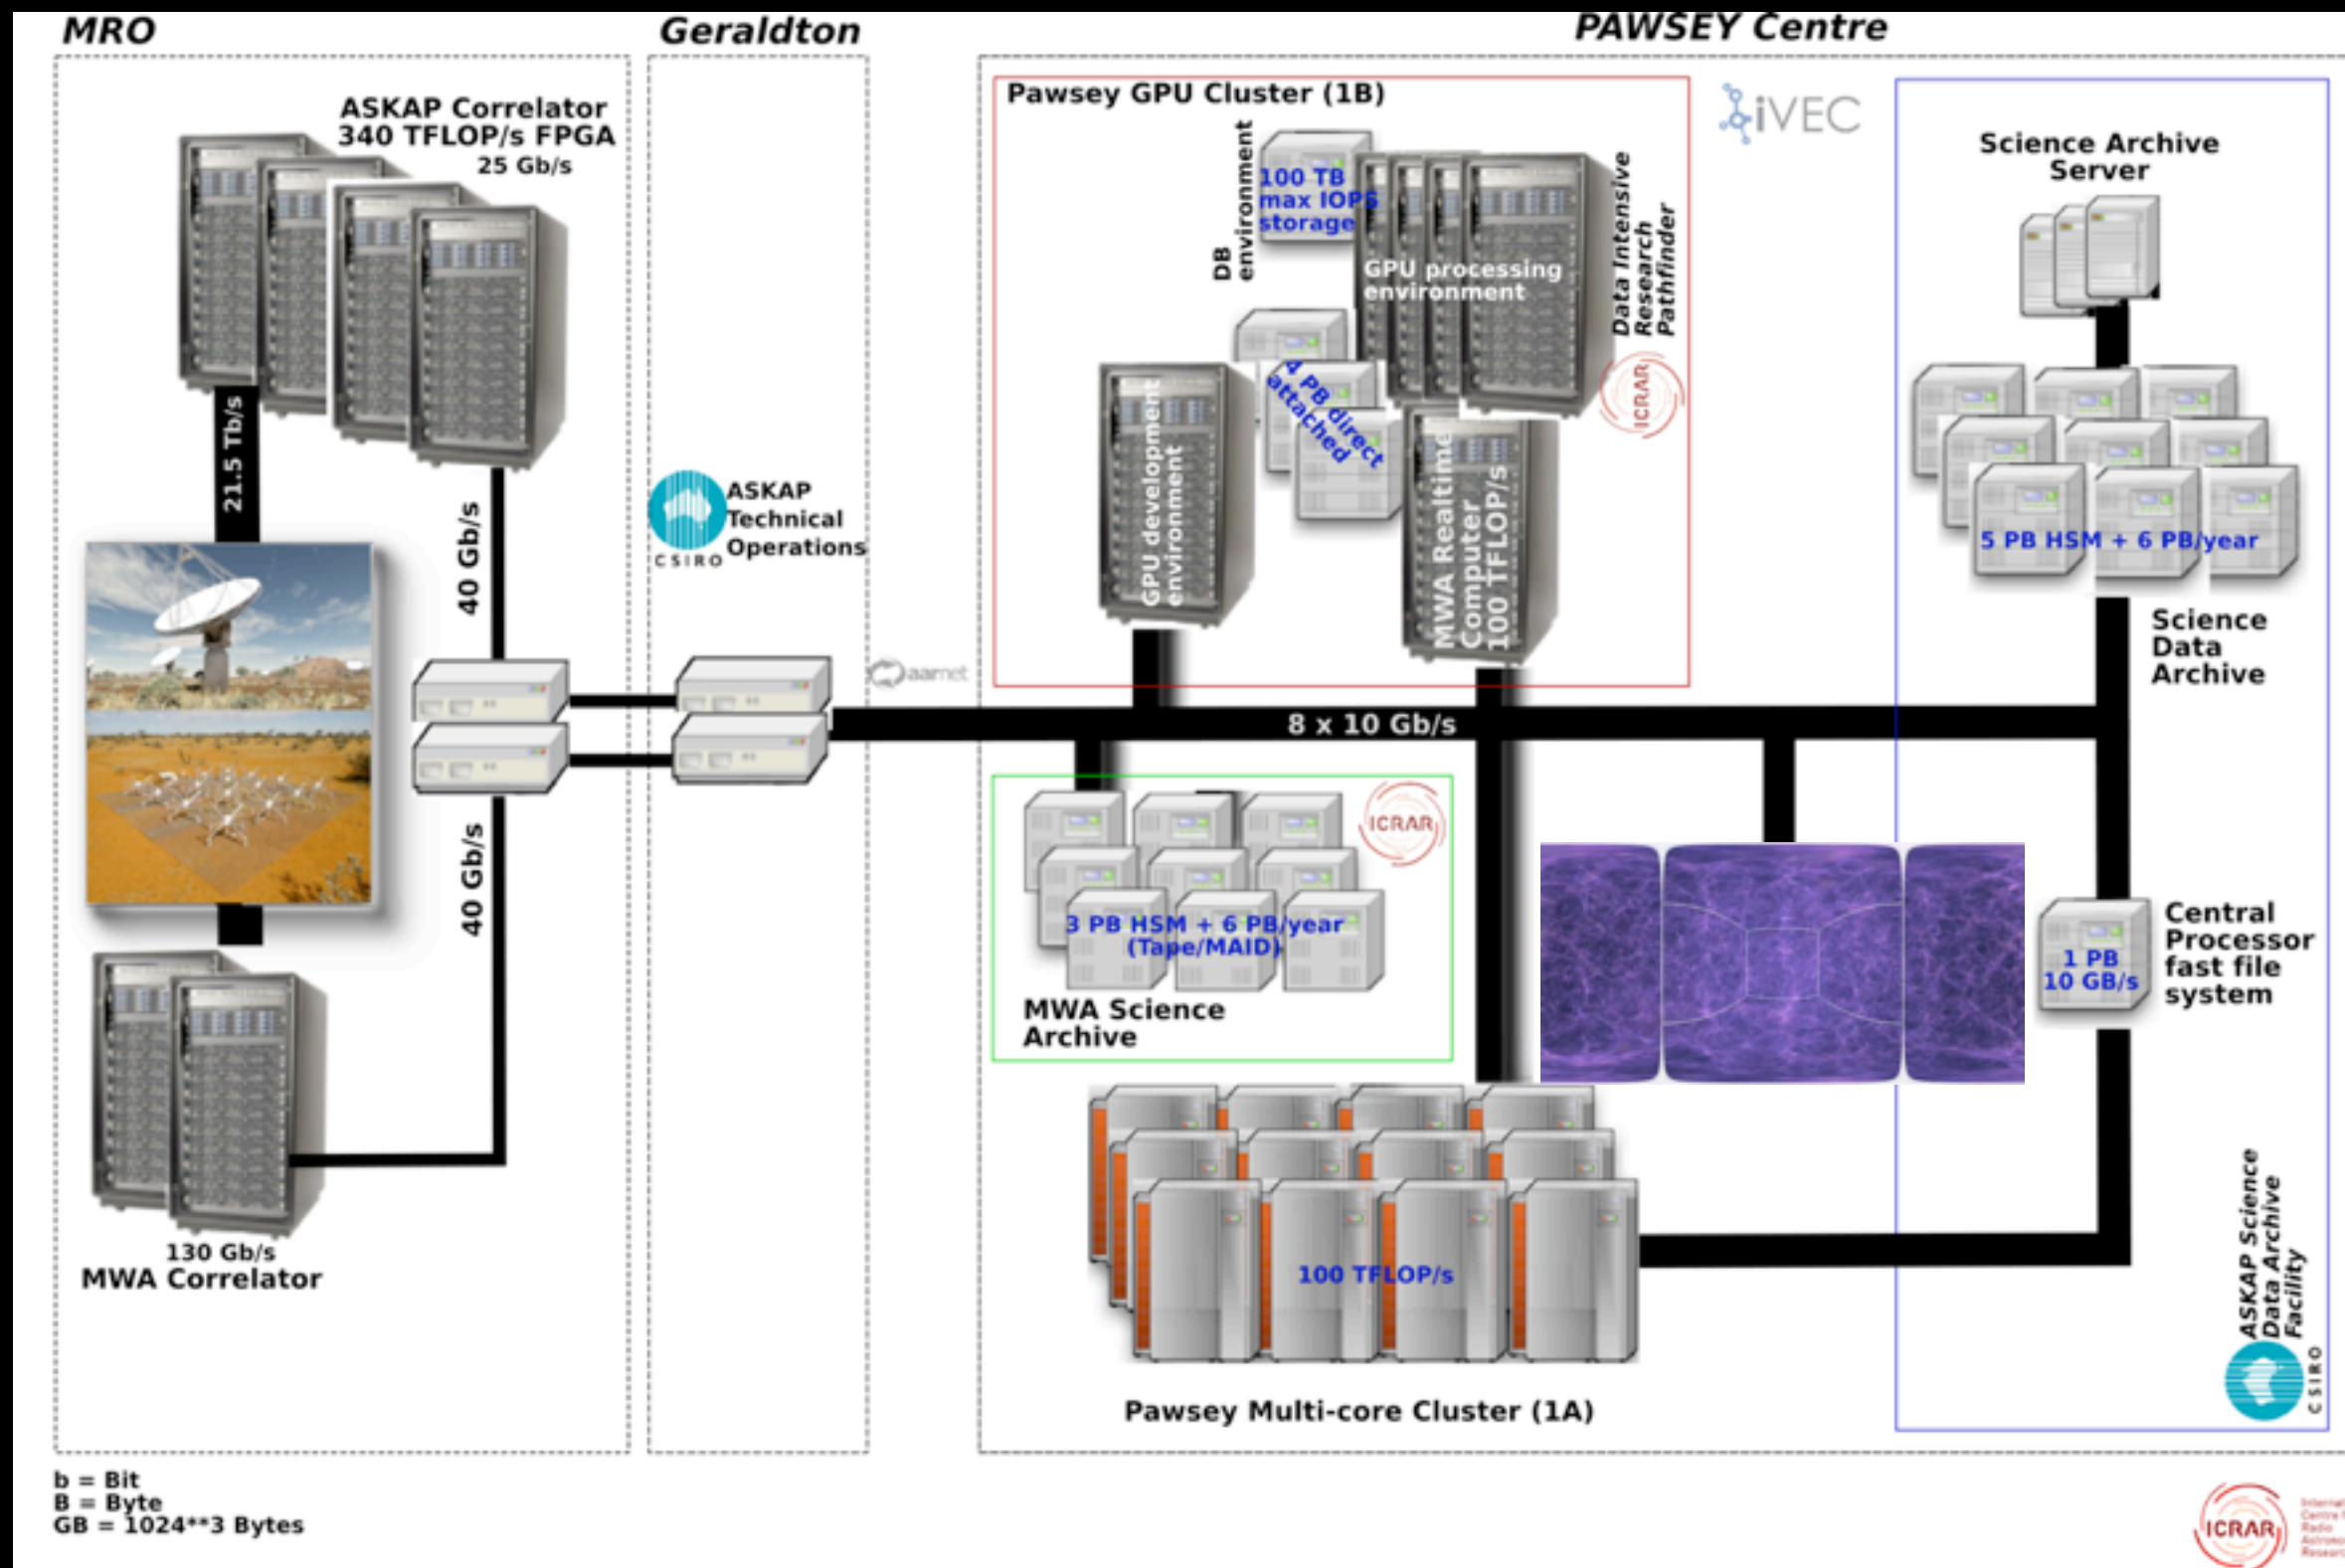 MRO
Geraldton
PAWSEY Centre
ASKAP Correlator
340 TFLOP/s FPGA
25 Gb/s
21.5 Tb/s
40 Gb/s
40 Gb/s
130 Gb/s
MWA Correlator
CSIRO
ASKAP
Technical
Operations
aarnet
Pawsey GPU Cluster (1B)
DB
environment
100 TB
max IOPS
storage
GPU processing
environment
Data Intensive
Research
Pathfinder
ICRAR
4 PB direct
attached
GPU development
environment
MWA Realtime
Computer
100 TFLOP/s
iVEC
Science Archive
Server
5 PB HSM + 6 PB/year
Science
Data
Archive
8 x 10 Gb/s
ICRAR
3 PB HSM + 6 PB/year
(Tape/MAID)
MWA Science
Archive
1 PB
10 GB/s
Central
Processor
fast file
system
100 TFLOP/s
Pawsey Multi-core Cluster (1A)
ASKAP Science
Data Archive
Facility
CSIRO
b = Bit
B = Byte
GB = 1024**3 Bytes
ICRAR
Radio